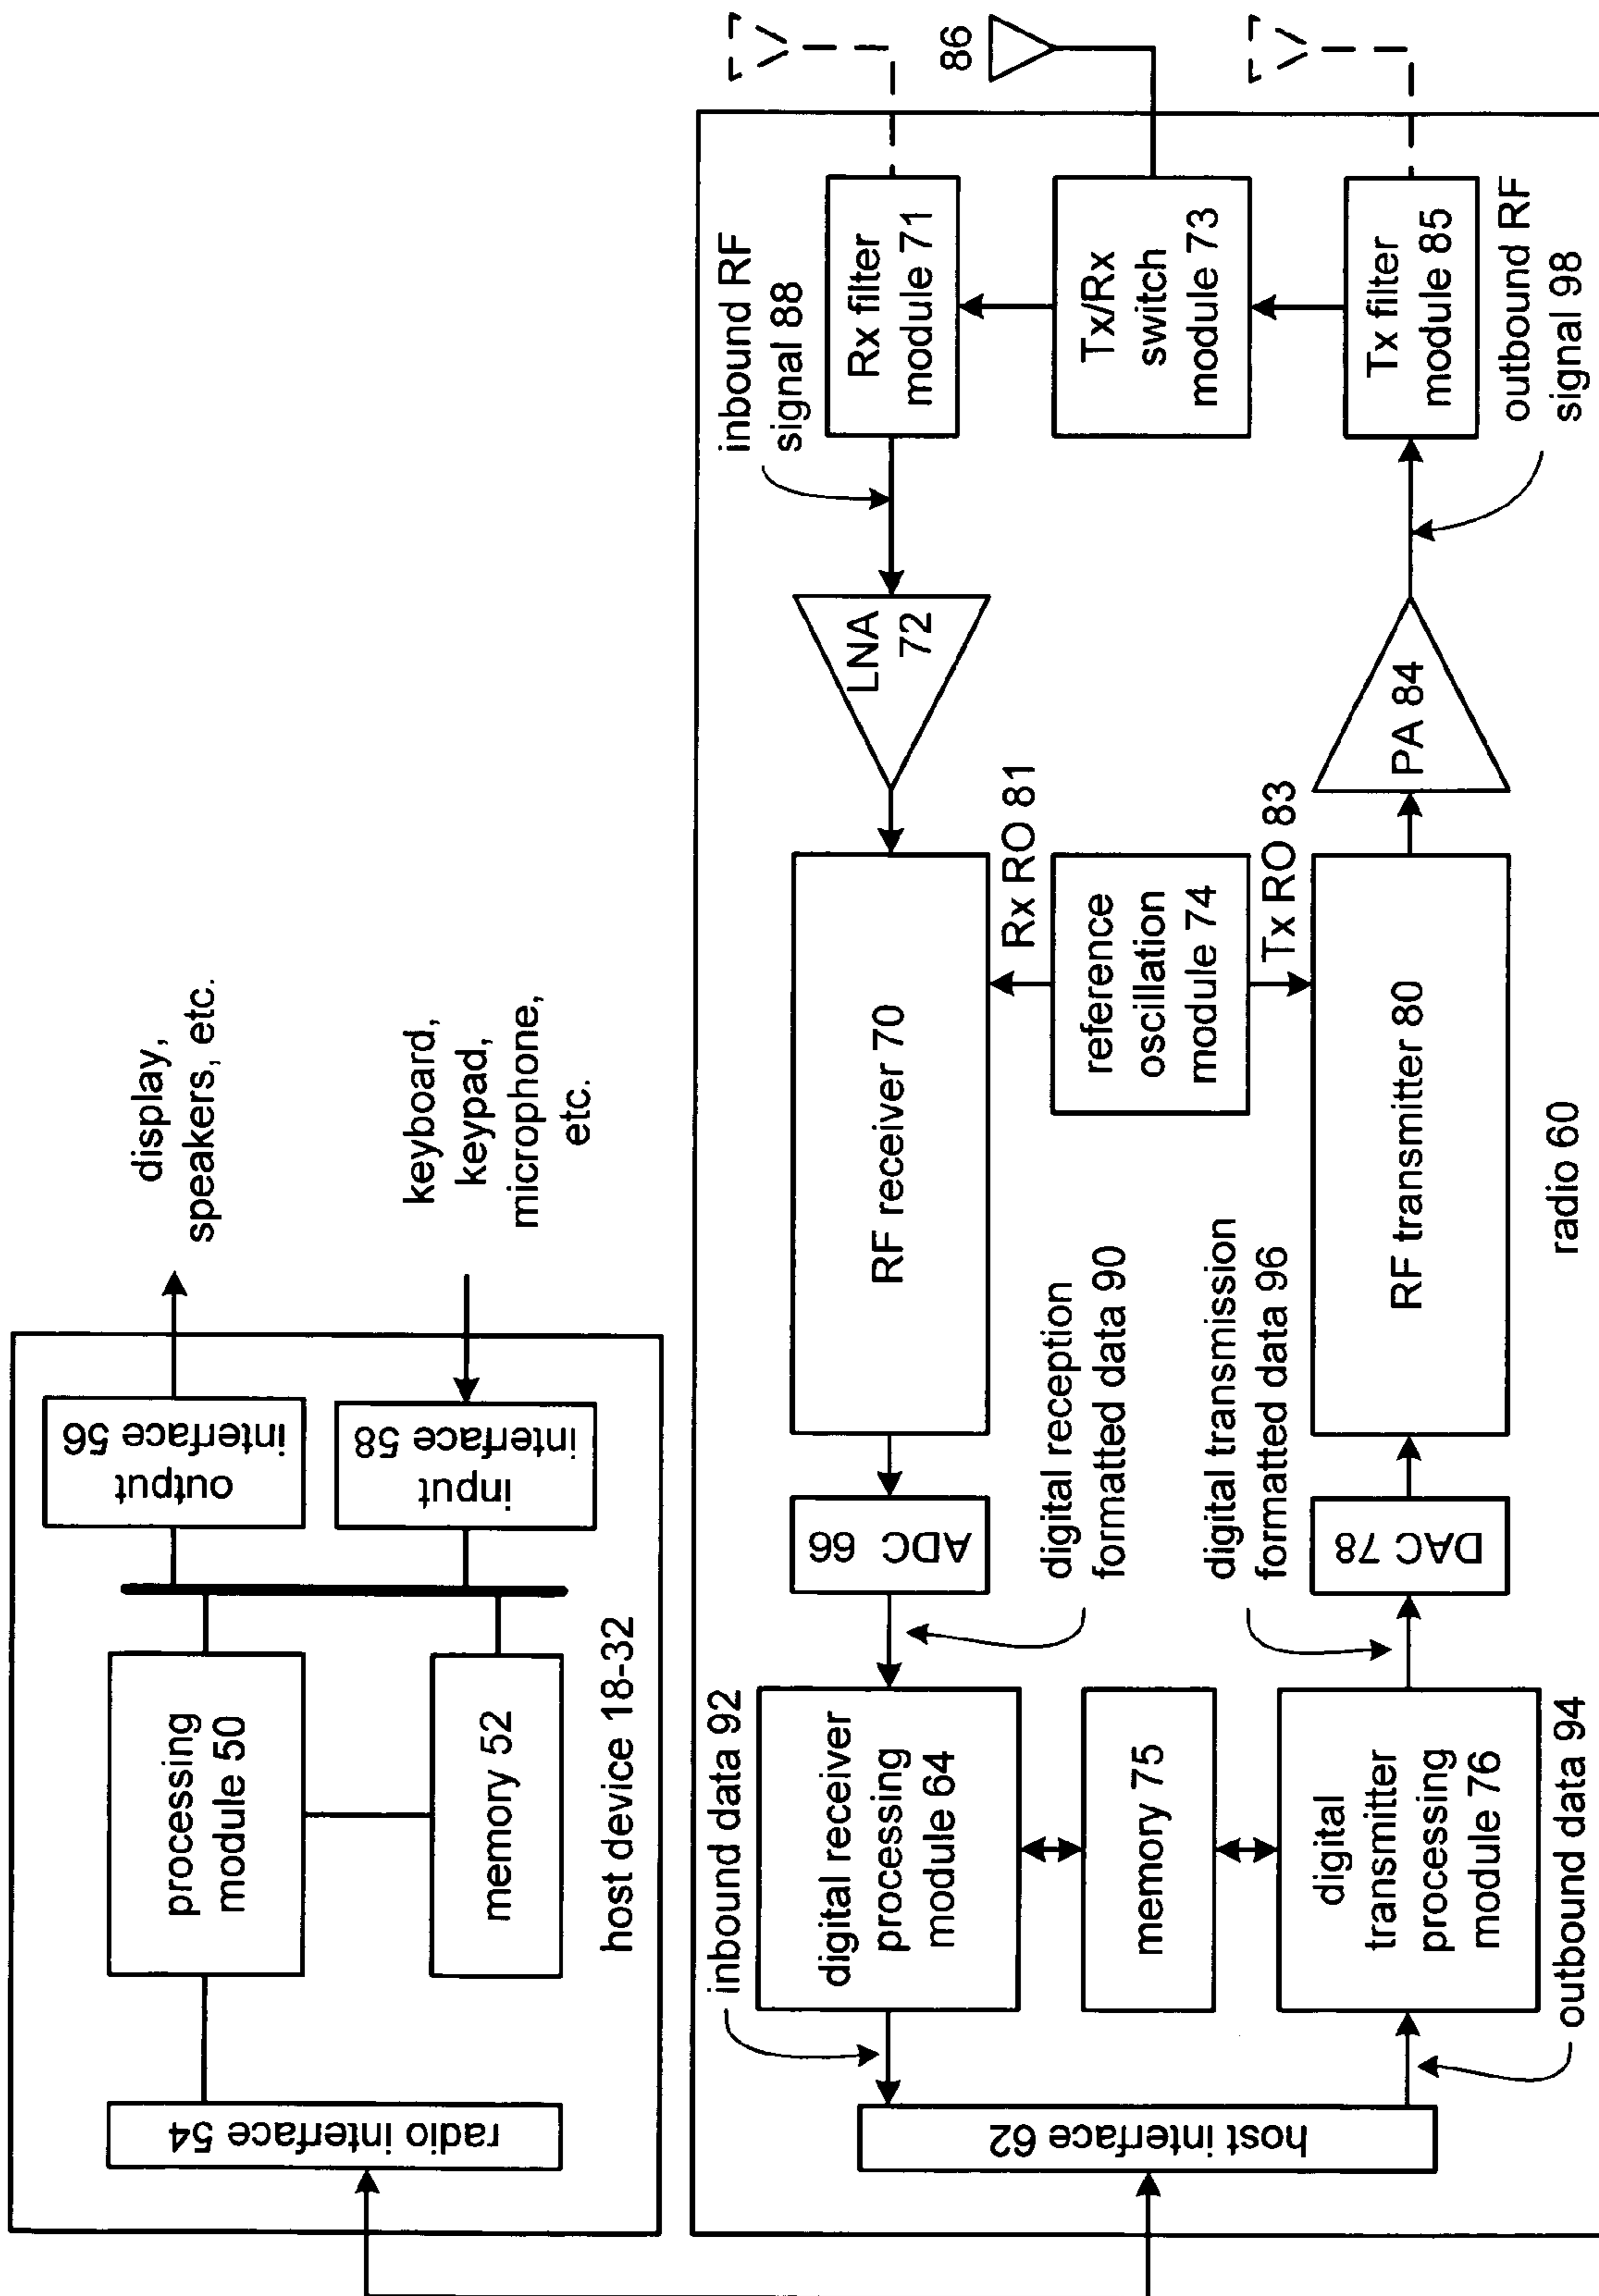 display,
speakers, etc.
keyboard,
keypad,
microphone,
etc.
output
interface 56
input
interface 58
processing
module 50
memory 52
radio interface 54
host device 18-32
inbound RF
signal 88
86
Rx filter
module 71
Tx/Rx
switch
module 73
Tx filter
module 85
outbound RF
signal 98
LNA
72
PA 84
Rx RO 81
reference
oscillation
module 74
Tx RO 83
RF receiver 70
RF transmitter 80
radio 60
ADC 66
digital reception
formatted data 90
digital transmission
formatted data 96
DAC 78
inbound data 92
digital receiver
processing
module 64
memory 75
digital
transmitter
processing
module 76
outbound data 94
host interface 62